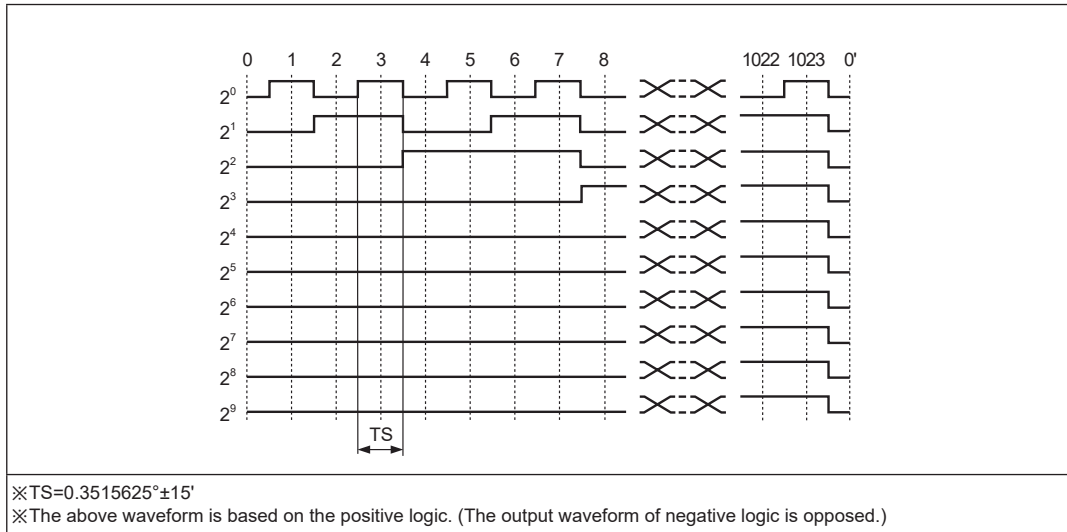 0 1 2 3 4 5 6 7 8 1022 1023 0'
2⁰
2¹
2²
2³
2⁴
2⁵
2⁶
2⁷
2⁸
2⁹
TS
※TS=0.3515625°±15'
※The above waveform is based on the positive logic. (The output waveform of negative logic is opposed.)